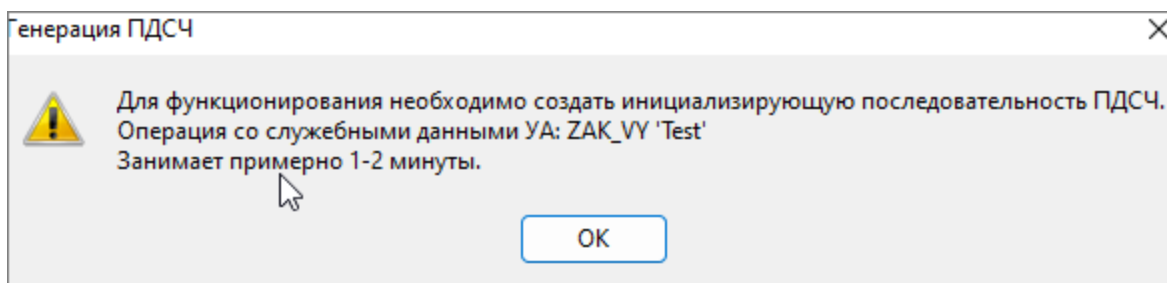 Генерация ПДСЧ
Для функционирования необходимо создать инициализирующую последовательность ПДСЧ.
Операция со служебными данными УА: ZAK_VY 'Test'
Занимает примерно 1-2 минуты.
ОК